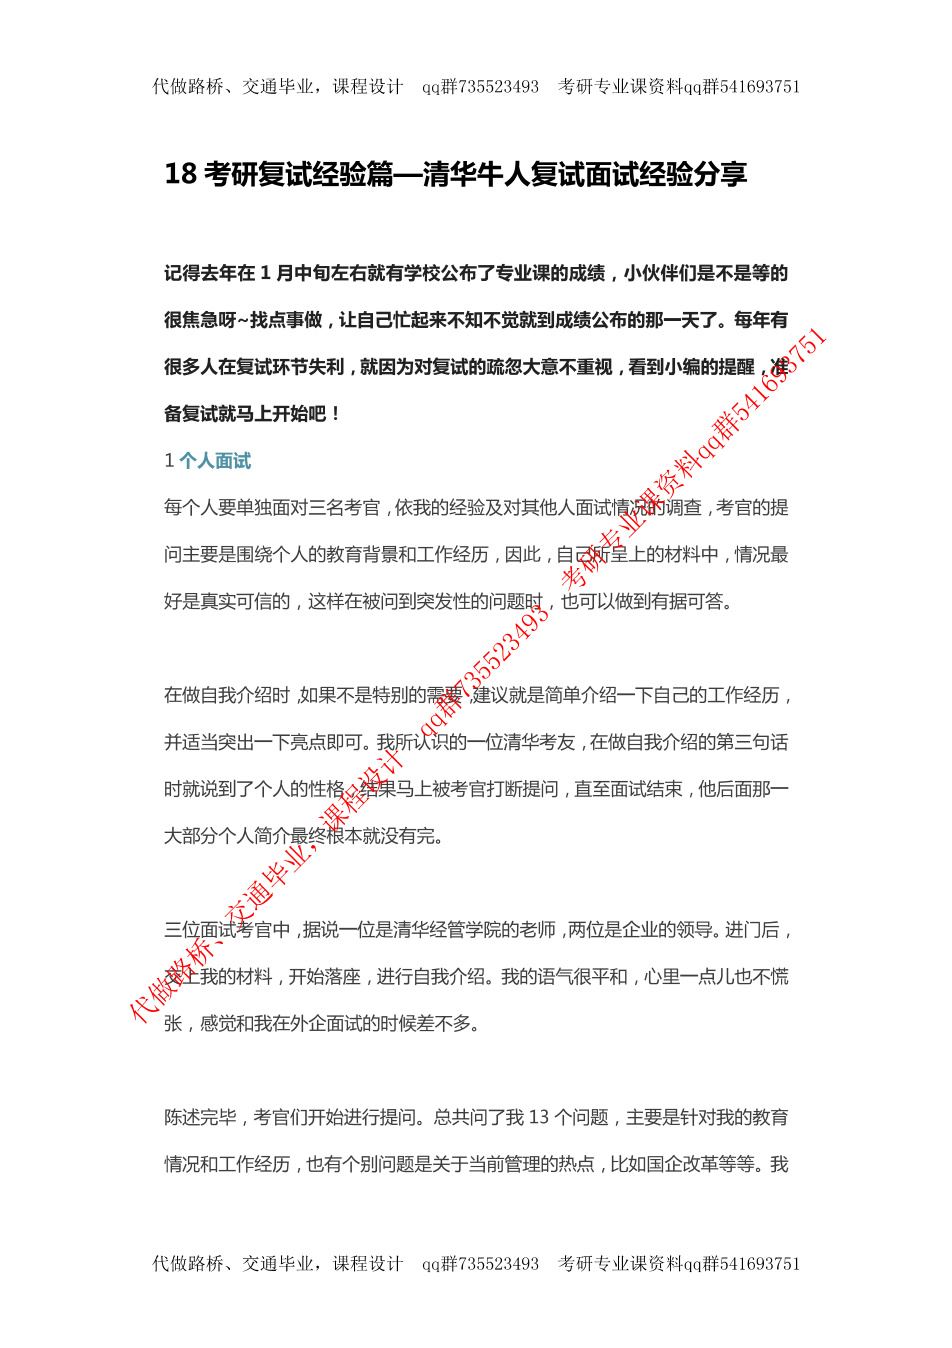 代做路桥、交通毕业，课程设计 qq群735523493 考研专业课资料qq群541693751
18 考研复试经验篇—清华牛人复试面试经验分享
记得去年在 1 月中旬左右就有学校公布了专业课的成绩，小伙伴们是不是等的
很焦急呀~找点事做，让自己忙起来不知不觉就到成绩公布的那一天了。每年有
很多人在复试环节失利，就因为对复试的疏忽大意不重视，看到小编的提醒，准
备复试就马上开始吧！
1 个人面试
每个人要单独面对三名考官，依我的经验及对其他人面试情况的调查，考官的提
问主要是围绕个人的教育背景和工作经历，因此，自己所呈上的材料中，情况最
好是真实可信的，这样在被问到突发性的问题时，也可以做到有据可答。
在做自我介绍时，如果不是特别的需要，建议就是简单介绍一下自己的工作经历，
并适当突出一下亮点即可。我所认识的一位清华考友，在做自我介绍的第三句话
时就说到了个人的性格，结果马上被考官打断提问，直至面试结束，他后面那一
大部分个人简介最终根本就没有完。
三位面试考官中，据说一位是清华经管学院的老师，两位是企业的领导。进门后，
交上我的材料，开始落座，进行自我介绍。我的语气很平和，心里一点儿也不慌
张，感觉和我在外企面试的时候差不多。
陈述完毕，考官们开始进行提问。总共问了我 13 个问题，主要是针对我的教育
情况和工作经历，也有个别问题是关于当前管理的热点，比如国企改革等等。我
代做路桥、交通毕业，课程设计 qq群735523493 考研专业课资料qq群541693751
代做路桥、交通毕业，课程设计 qq群735523493 考研专业课资料qq群541693751